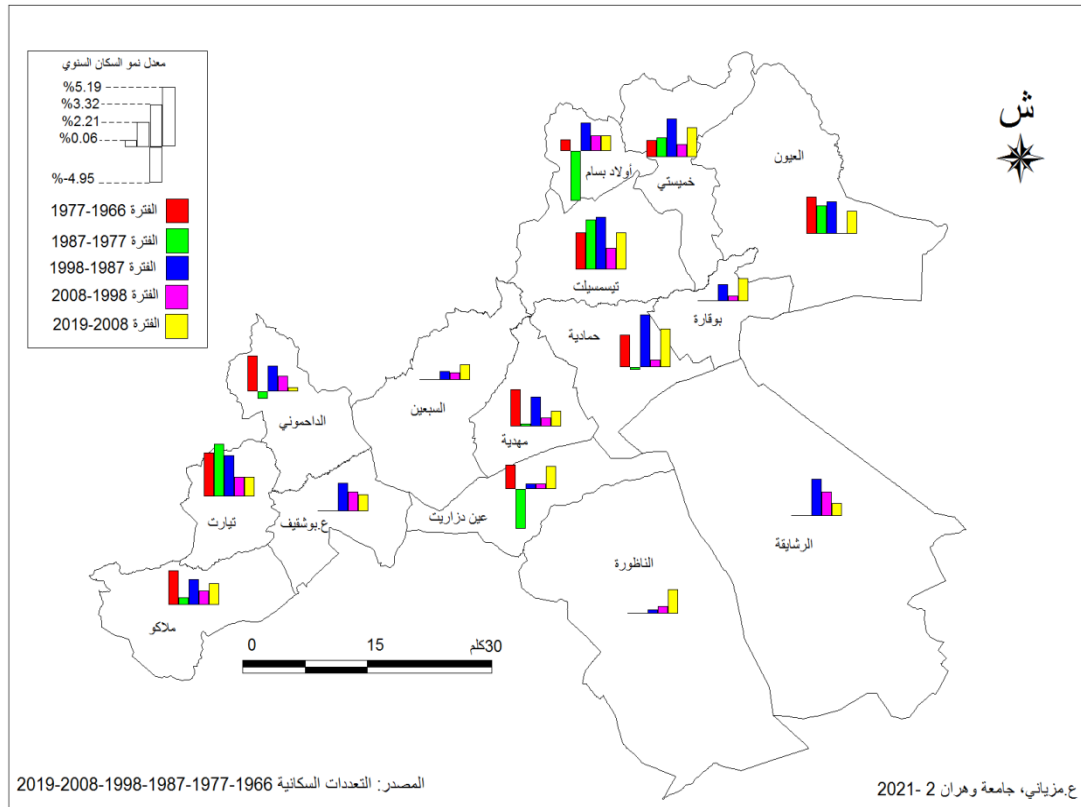 معدل نمو السكان السنوي
%5.19
%3.32
%2.21
%0.06
%-4.95
الفترة 1966-1977
الفترة 1977-1987
الفترة 1987-1998
الفترة 1998-2008
الفترة 2008-2019
ش
العيون
خميستي
أولاد بسام
تيسمسيلت
بوقارة
حمادية
السبعين
مهدية
الداحموني
عين دزاريت
ع.بوشقيف
تيارت
الرشايقة
الناظورة
ملاكو
0 15 30كلم
المصدر: التعددات السكانية 1966-1977-1987-1998-2008-2019
ع.مزياني، جامعة وهران 2 -2021